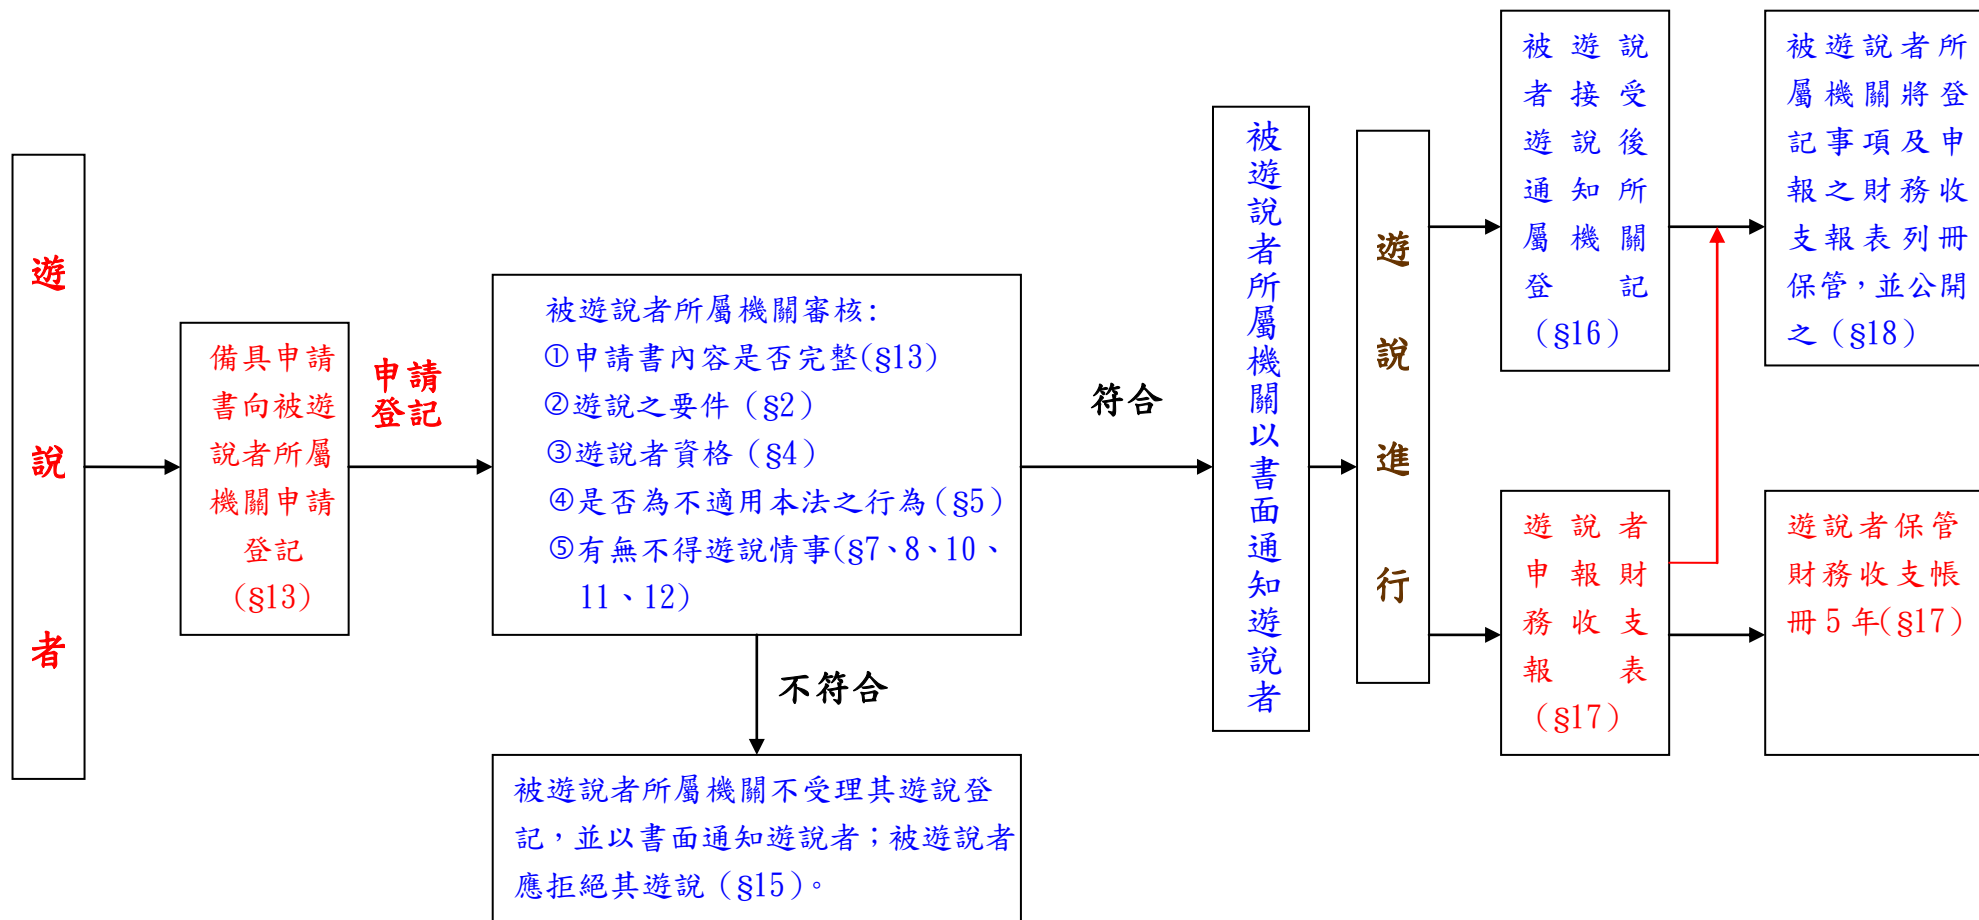 遊
說
者
備具申請
書向被遊
說者所屬
機關申請
登記
(§13)
申請
登記
被遊說者所屬機關審核:
①申請書內容是否完整(§13)
②遊說之要件（§2）
③遊說者資格（§4）
④是否為不適用本法之行為（§5）
⑤有無不得遊說情事(§7、8、10、
11、12)
不符合
被遊說者所屬機關不受理其遊說登
記，並以書面通知遊說者；被遊說者
應拒絕其遊說（§15）。
符合
被遊說者所屬機關以書面通知遊說者
遊
說
進
行
被遊說
者接受
遊說後
通知所
屬機關
登記
（§16）
被遊說者所
屬機關將登
記事項及申
報之財務收
支報表列冊
保管，並公開
之（§18）
遊說者
申報財
務收支
報表
（§17）
遊說者保管
財務收支帳
冊 5 年(§17)